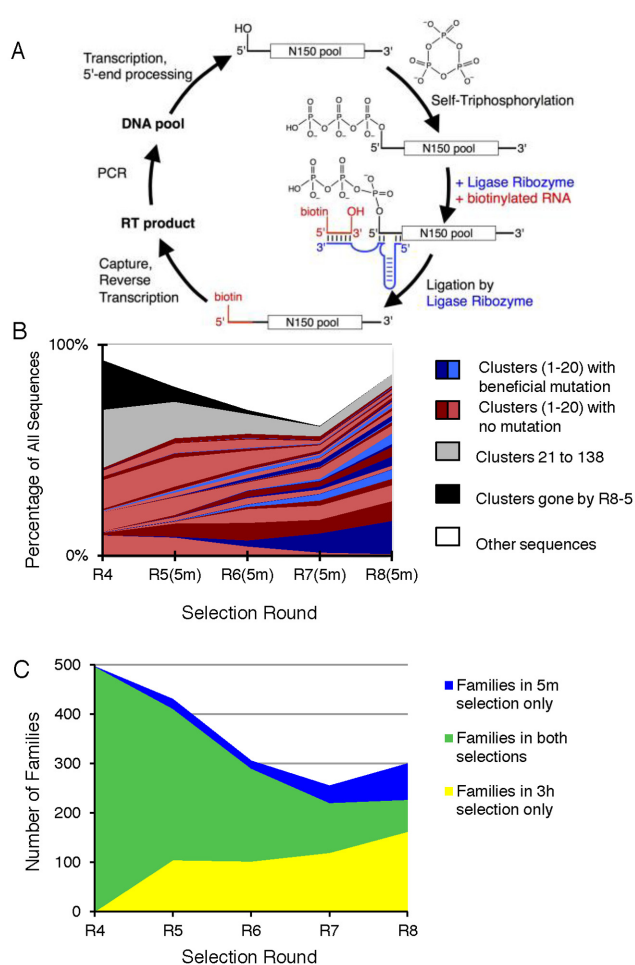 A
HO
5'
N150 pool
3'
Transcription,
5'-end processing
Self-Triphosphorylation
DNA pool
5'
N150 pool
3'
PCR
+ Ligase Ribozyme
+ biotinylated RNA
RT product
biotin
OH
5'
3'
5'
N150 pool
3'
3'
5'
Capture,
Reverse
Transcription
Ligation by
Ligase Ribozyme
biotin
5'
N150 pool
3'
B
100%
0%
Percentage of All Sequences
R4
R5(5m)
R6(5m)
R7(5m)
R8(5m)
Selection Round
Clusters (1-20) with
beneficial mutation
Clusters (1-20) with
no mutation
Clusters 21 to 138
Clusters gone by R8-5
Other sequences
C
500
400
300
200
100
0
Number of Families
R4
R5
R6
R7
R8
Selection Round
Families in 5m
selection only
Families in both
selections
Families in 3h
selection only